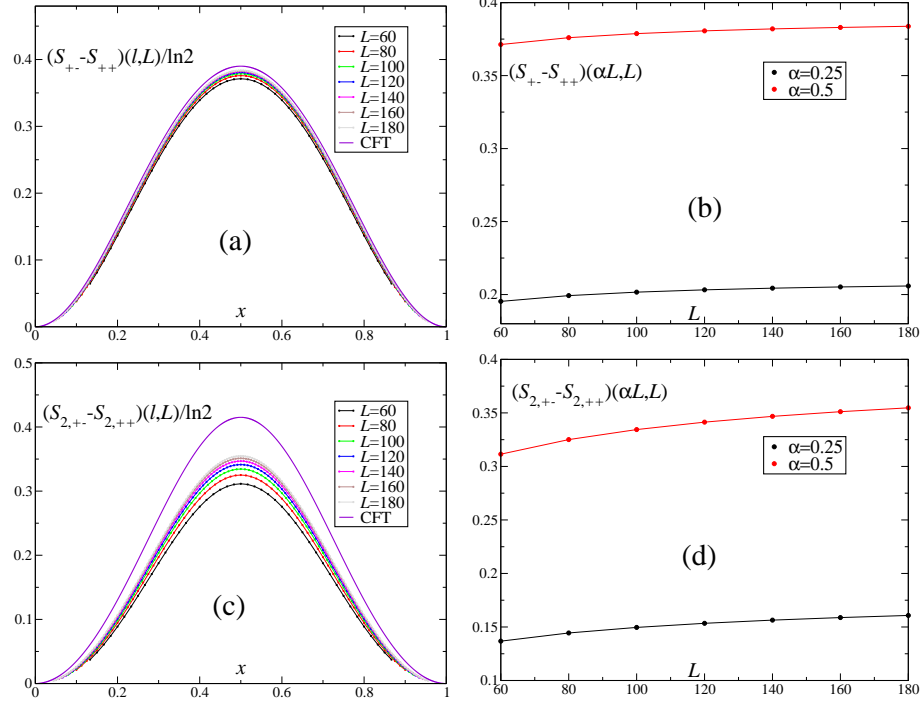 (S+--S++)(l,L)/ln2
0.4
0.3
0.2
0.1
0
0
0.2
0.4
0.6
0.8
1
x
(a)
L=60
L=80
L=100
L=120
L=140
L=160
L=180
CFT
(S+--S++)(αL,L)
0.4
0.35
0.3
0.25
0.2
60
80
100
120
140
160
180
L
(b)
α=0.25
α=0.5
(S2,+--S2,++)(l,L)/ln2
0.5
0.4
0.3
0.2
0.1
0
0
0.2
0.4
0.6
0.8
1
x
(c)
L=60
L=80
L=100
L=120
L=140
L=160
L=180
CFT
(S2,+--S2,++)(αL,L)
0.4
0.35
0.3
0.25
0.2
0.15
0.1
60
80
100
120
140
160
180
L
(d)
α=0.25
α=0.5